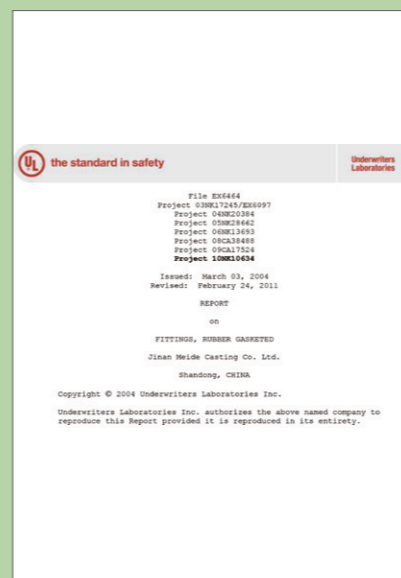 UL the standard in safety
Underwriters
Laboratories
File EX6464
Project 03NK17245/EX6097
Project 04NK20384
Project 05NK28662
Project 06NK13693
Project 08CA38488
Project 09CA17524
Project 10NK10634
Issued: March 03, 2004
Revised: February 24, 2011
REPORT
on
FITTINGS, RUBBER GASKETED
Jinan Meide Casting Co. Ltd.
Shandong, CHINA
Copyright © 2004 Underwriters Laboratories Inc.
Underwriters Laboratories Inc. authorizes the above named company to
reproduce this Report provided it is reproduced in its entirety.